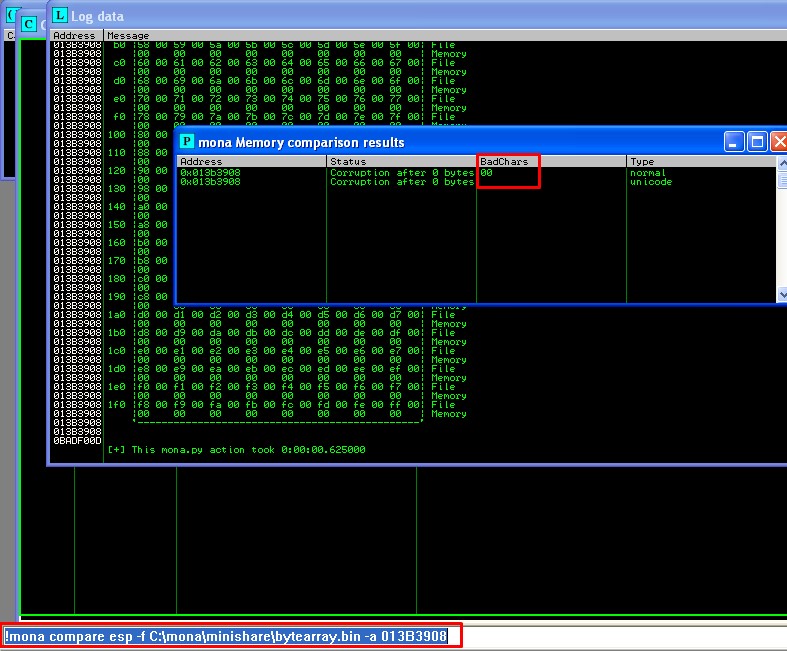 Log data
Address Message
013B3908 b0 |58 00 59 00 5a 00 5b 00 5c 00 5d 00 5e 00 5f 00| File
013B3908 |00 00 00 00 00 00 00 00| Memory
013B3908 c0 |60 00 61 00 62 00 63 00 64 00 65 00 66 00 67 00| File
013B3908 |00 00 00 00 00 00 00 00| Memory
013B3908 d0 |68 00 69 00 6a 00 6b 00 6c 00 6d 00 6e 00 6f 00| File
013B3908 |00 00 00 00 00 00 00 00| Memory
013B3908 e0 |70 00 71 00 72 00 73 00 74 00 75 00 76 00 77 00| File
013B3908 |00 00 00 00 00 00 00 00| Memory
013B3908 f0 |78 00 79 00 7a 00 7b 00 7c 00 7d 00 7e 00 7f 00| File
013B3908 |00
013B3908 100 |80 00
013B3908 |00
013B3908 110 |88 00
013B3908 |00
013B3908 120 |90 00
013B3908 |00
013B3908 130 |98 00
013B3908 |00
013B3908 140 |a0 00
013B3908 |00
013B3908 150 |a8 00
013B3908 |00
013B3908 160 |b0 00
013B3908 |00
013B3908 170 |b8 00
013B3908 |00
013B3908 180 |c0 00
013B3908 |00
013B3908 190 |c8 00
013B3908
013B3908 1a0 |d0 00 d1 00 d2 00 d3 00 d4 00 d5 00 d6 00 d7 00| File
013B3908 |00 00 00 00 00 00 00 00| Memory
013B3908 1b0 |d8 00 d9 00 da 00 db 00 dc 00 dd 00 de 00 df 00| File
013B3908 |00 00 00 00 00 00 00 00| Memory
013B3908 1c0 |e0 00 e1 00 e2 00 e3 00 e4 00 e5 00 e6 00 e7 00| File
013B3908 |00 00 00 00 00 00 00 00| Memory
013B3908 1d0 |e8 00 e9 00 ea 00 eb 00 ec 00 ed 00 ee 00 ef 00| File
013B3908 |00 00 00 00 00 00 00 00| Memory
013B3908 1e0 |f0 00 f1 00 f2 00 f3 00 f4 00 f5 00 f6 00 f7 00| File
013B3908 |00 00 00 00 00 00 00 00| Memory
013B3908 1f0 |f8 00 f9 00 fa 00 fb 00 fc 00 fd 00 fe 00 ff 00| File
013B3908 |00 00 00 00 00 00 00 00| Memory
013B3908
013B3908
0BADF00D
[+] This mona.py action took 0:00:00.625000
mona Memory comparison results
Address Status BadChars Type
0x013b3908 Corruption after 0 bytes 00 normal
0x013b3908 Corruption after 0 bytes unicode
!mona compare esp -f C:\mona\minishare\bytearray.bin -a 013B3908